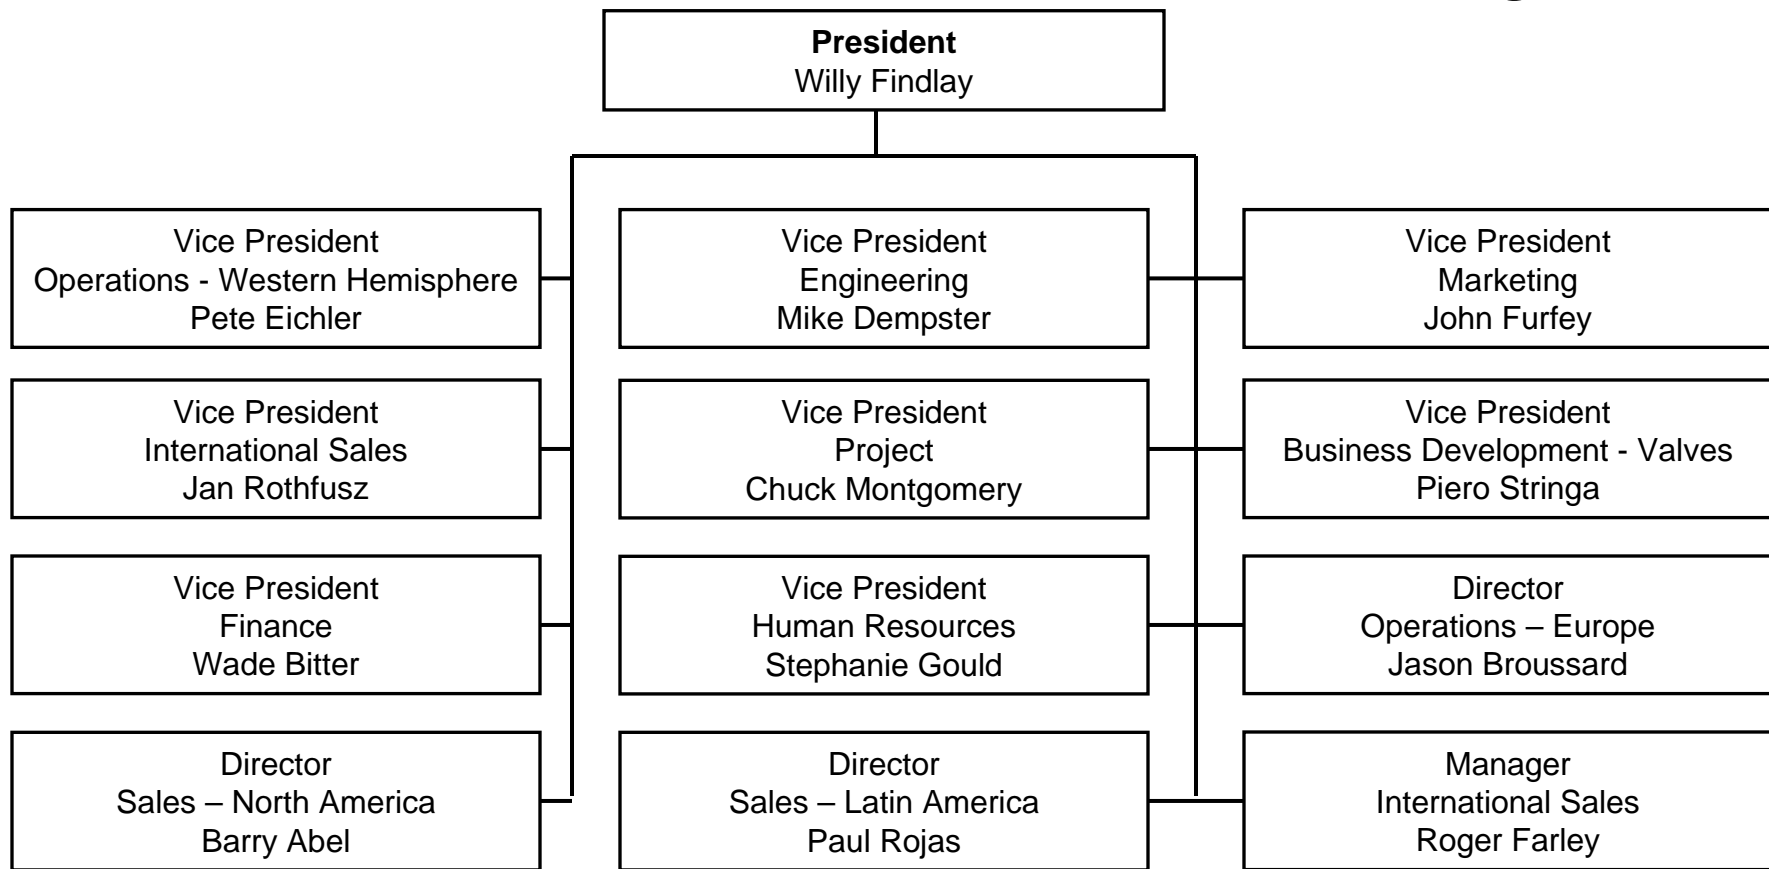 President
Willy Findlay
Vice President
Operations - Western Hemisphere
Pete Eichler
Vice President
Engineering
Mike Dempster
Vice President
Marketing
John Furfey
Vice President
International Sales
Jan Rothfusz
Vice President
Project
Chuck Montgomery
Vice President
Business Development - Valves
Piero Stringa
Vice President
Finance
Wade Bitter
Vice President
Human Resources
Stephanie Gould
Director
Operations – Europe
Jason Broussard
Director
Sales – North America
Barry Abel
Director
Sales – Latin America
Paul Rojas
Manager
International Sales
Roger Farley